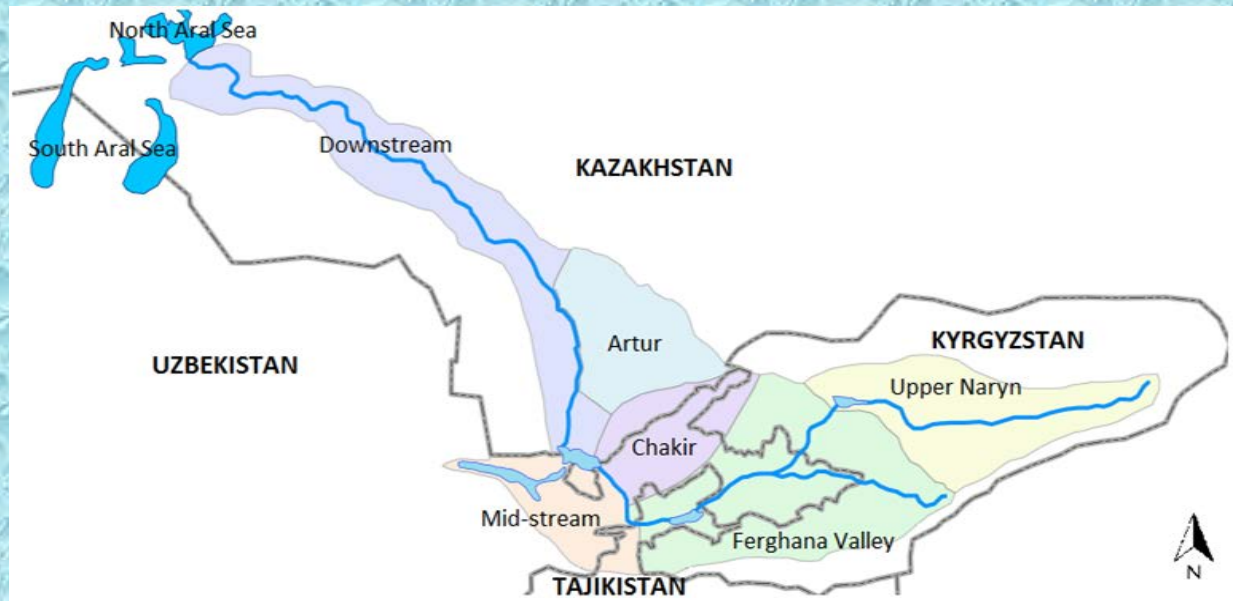 North Aral Sea
South Aral Sea
Downstream
KAZAKHSTAN
Artur
KYRGYZSTAN
UZBEKISTAN
Upper Naryn
Chakir
Mid-stream
Ferghana Valley
TAJIKISTAN
N